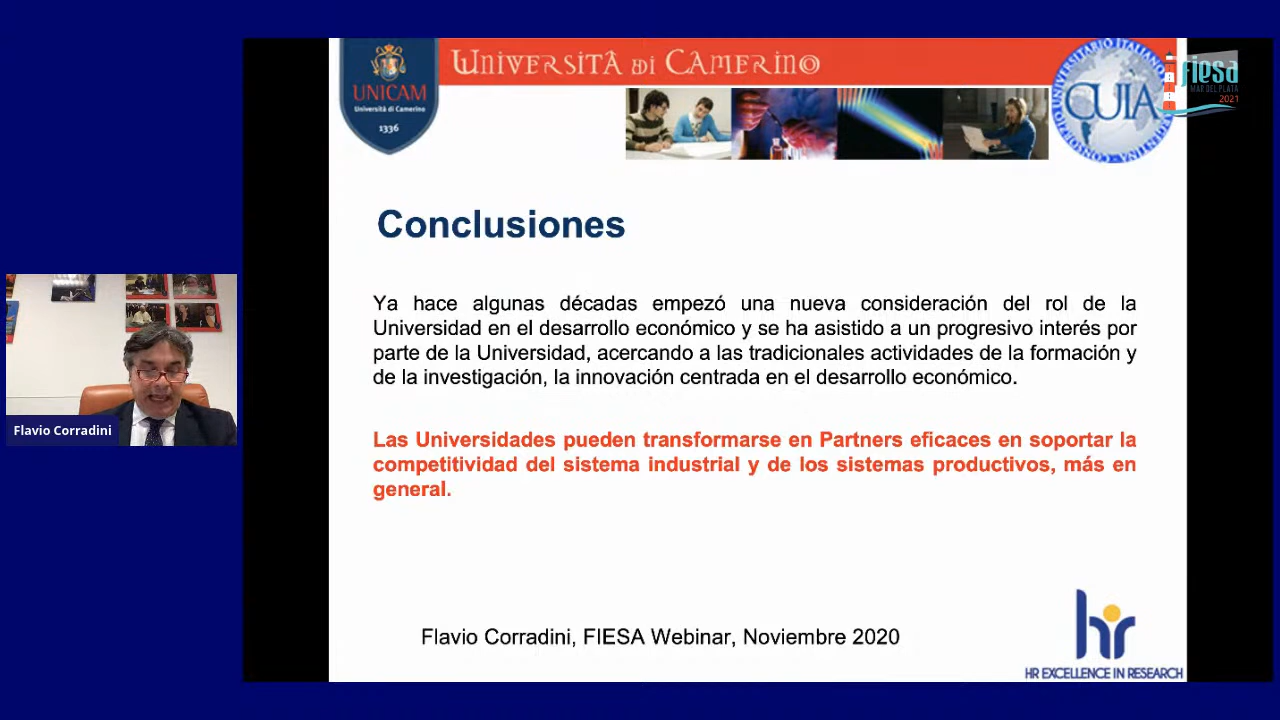 UNIVERSITÀ di CAMERINO
UNICAM
Università di Camerino
1336
CONSORCIO UNIVERSITARIO ITALIANO
CUIA
fiesa
MAR DEL PLATA
2021
Conclusiones
Ya hace algunas décadas empezó una nueva consideración del rol de la
Universidad en el desarrollo económico y se ha asistido a un progresivo interés por
parte de la Universidad, acercando a las tradicionales actividades de la formación y
de la investigación, la innovación centrada en el desarrollo económico.
Las Universidades pueden transformarse en Partners eficaces en soportar la
competitividad del sistema industrial y de los sistemas productivos, más en
general.
Flavio Corradini
Flavio Corradini, FIESA Webinar, Noviembre 2020
hr
HR EXCELLENCE IN RESEARCH